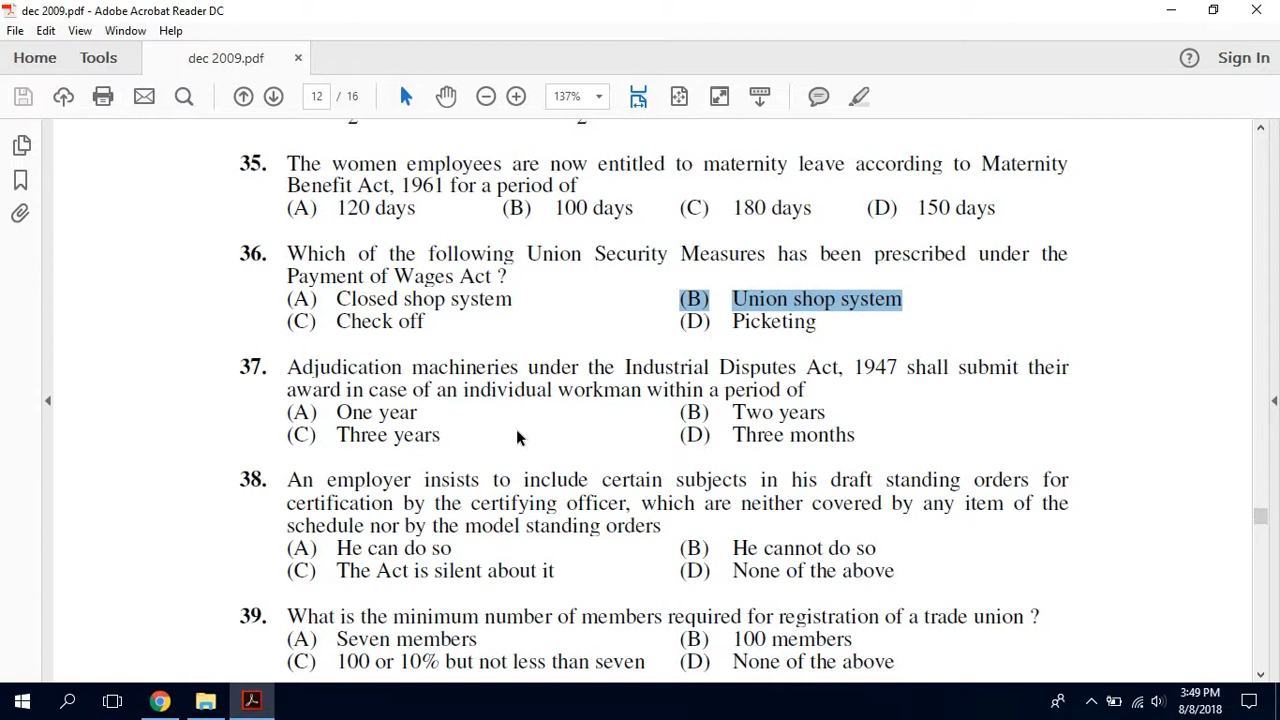 dec 2009.pdf - Adobe Acrobat Reader DC
File Edit View Window Help
Home Tools dec 2009.pdf × Sign In
12 / 16 137%
2 2
35. The women employees are now entitled to maternity leave according to Maternity
Benefit Act, 1961 for a period of
(A) 120 days (B) 100 days (C) 180 days (D) 150 days
36. Which of the following Union Security Measures has been prescribed under the
Payment of Wages Act ?
(A) Closed shop system (B) Union shop system
(C) Check off (D) Picketing
37. Adjudication machineries under the Industrial Disputes Act, 1947 shall submit their
award in case of an individual workman within a period of
(A) One year (B) Two years
(C) Three years (D) Three months
38. An employer insists to include certain subjects in his draft standing orders for
certification by the certifying officer, which are neither covered by any item of the
schedule nor by the model standing orders
(A) He can do so (B) He cannot do so
(C) The Act is silent about it (D) None of the above
39. What is the minimum number of members required for registration of a trade union ?
(A) Seven members (B) 100 members
(C) 100 or 10% but not less than seven (D) None of the above
3:49 PM
8/8/2018